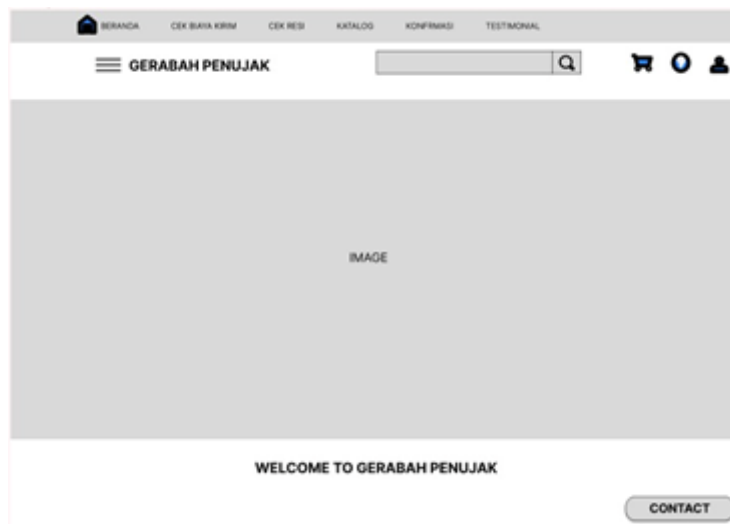 BERANDA CEK BIAYA KIRIM CEK RESI KATALOG KONFIRMASI TESTIMONIAL
GERABAH PENUJAK
IMAGE
WELCOME TO GERABAH PENUJAK
CONTACT